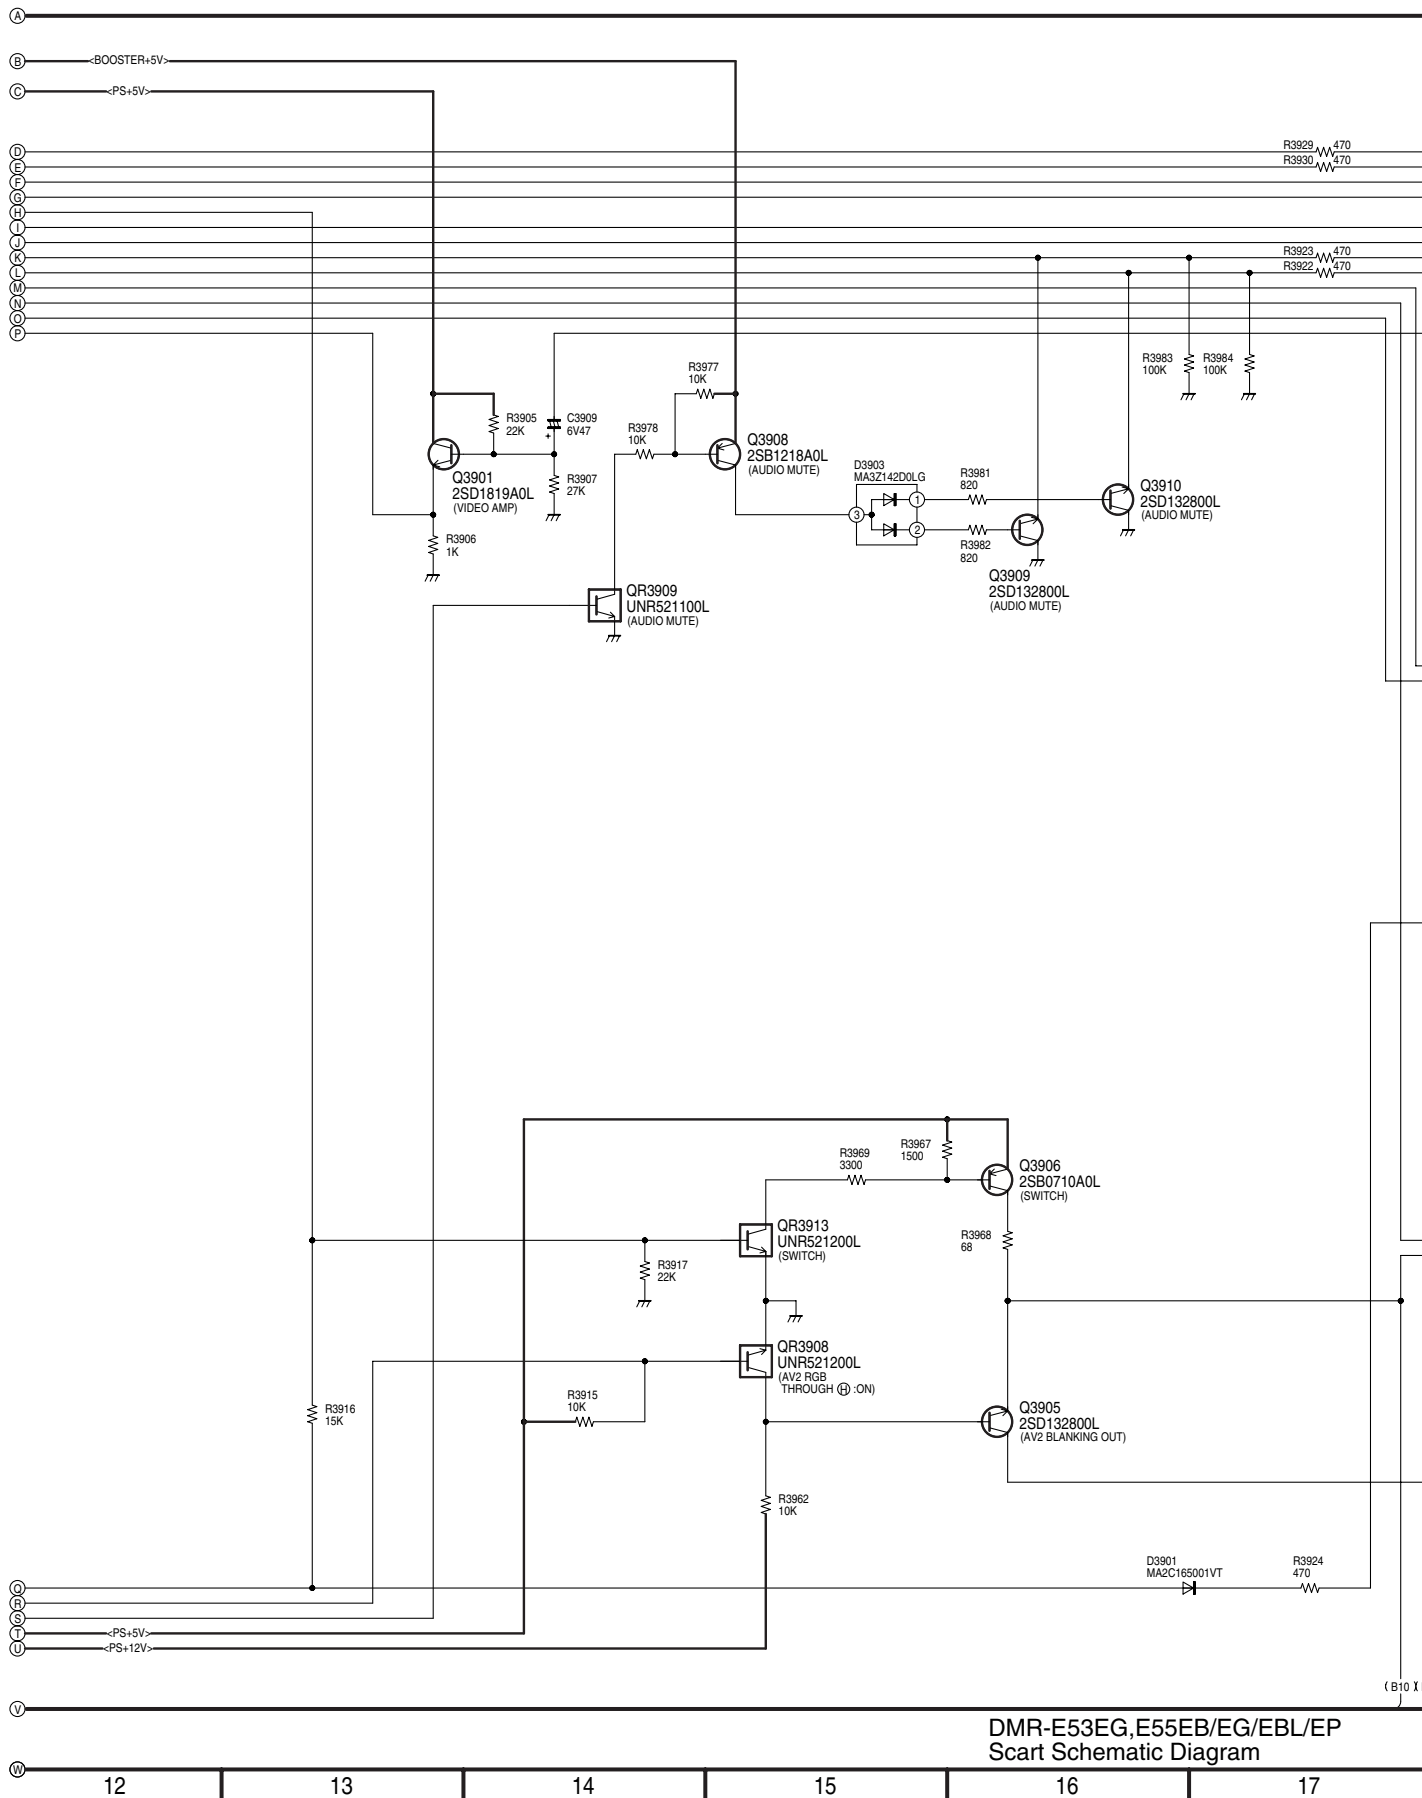 A
B <BOOSTER+5V>
C <PS+5V>
D
R3929 470
E
R3930 470
F
G
H
I
J
K
R3923 470
L
R3922 470
M
N
O
P
R3977
10K
R3983
100K
R3984
100K
R3905
22K
C3909
6V47
+
R3978
10K
Q3908
2SB1218A0L
(AUDIO MUTE)
Q3901
2SD1819A0L
(VIDEO AMP)
R3907
27K
D3903
MA3Z142D0LG
1
2
3
R3981
820
R3982
820
Q3910
2SD132800L
(AUDIO MUTE)
R3906
1K
Q3909
2SD132800L
(AUDIO MUTE)
QR3909
UNR521100L
(AUDIO MUTE)
R3969
3300
R3967
1500
Q3906
2SB0710A0L
(SWITCH)
QR3913
UNR521200L
(SWITCH)
R3968
68
R3917
22K
QR3908
UNR521200L
(AV2 RGB
THROUGH H :ON)
R3916
15K
R3915
10K
Q3905
2SD132800L
(AV2 BLANKING OUT)
R3962
10K
D3901
MA2C165001VT
R3924
470
Q
R
S
T <PS+5V>
U <PS+12V>
( B10 )(
V
DMR-E53EG,E55EB/EG/EBL/EP
Scart Schematic Diagram
W
12 13 14 15 16 17